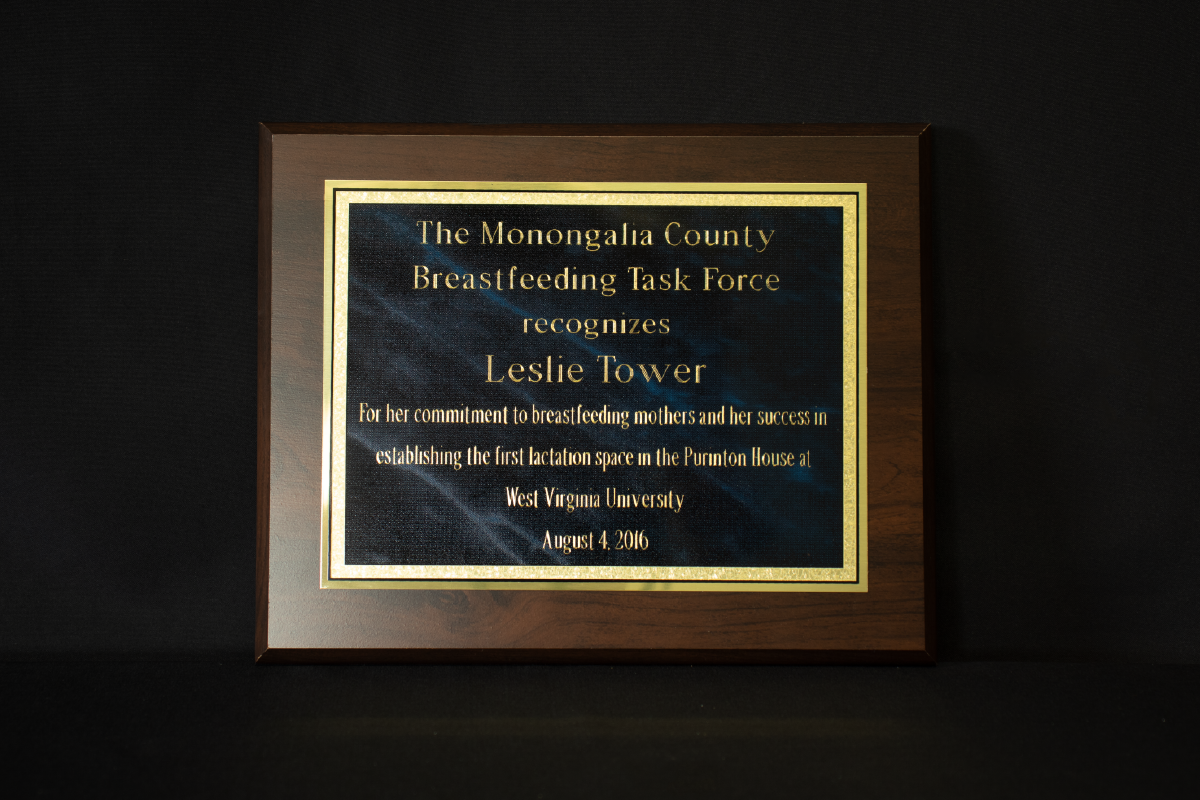 The Monongalia County
Breastfeeding Task Force
recognizes
Leslie Tower
For her commitment to breastfeeding mothers and her success in
establishing the first lactation space in the Purinton House at
West Virginia University
August 4, 2016